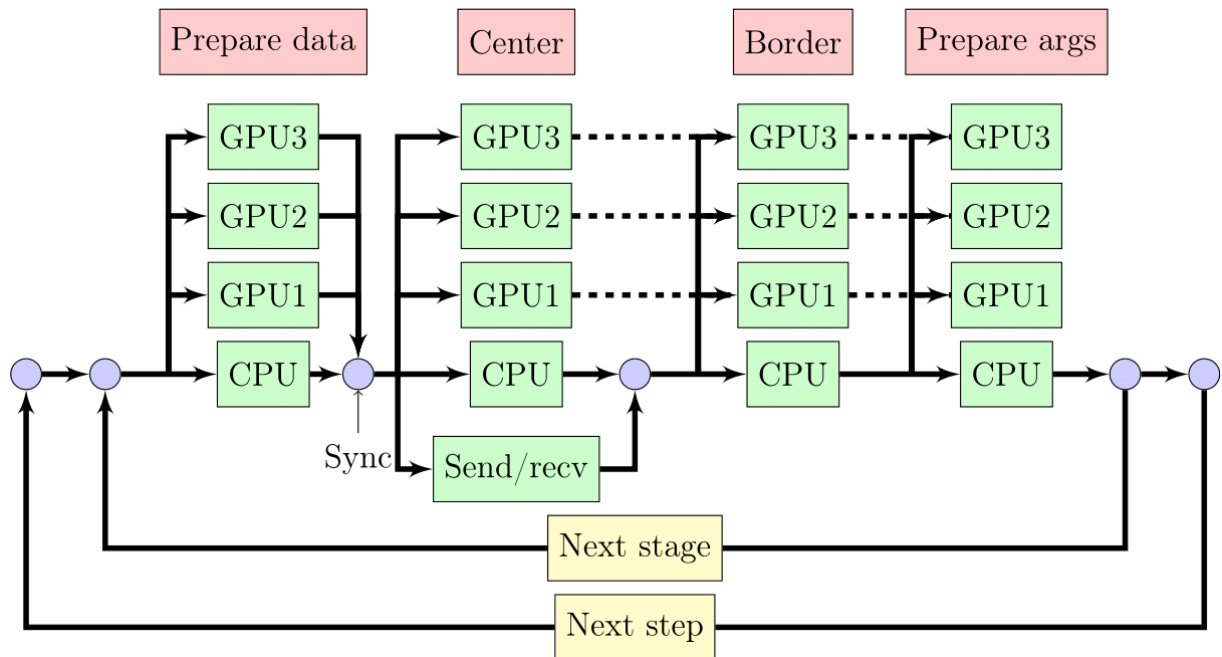 Prepare data
Center
Border
Prepare args
GPU3
GPU3
GPU3
GPU3
GPU2
GPU2
GPU2
GPU2
GPU1
GPU1
GPU1
GPU1
CPU
CPU
CPU
CPU
Sync
Send/recv
Next stage
Next step